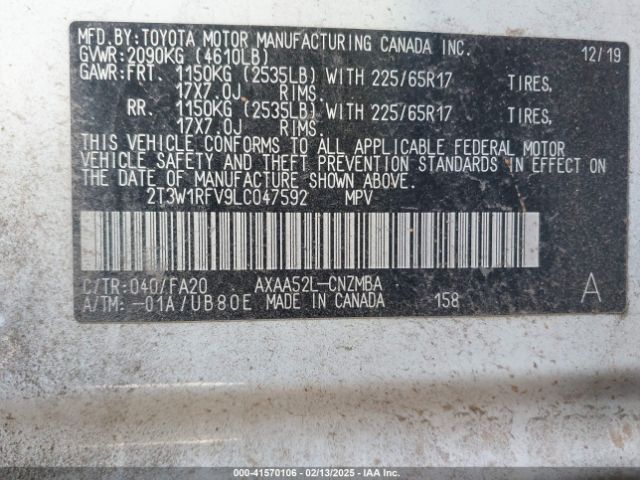 MFD.BY:TOYOTA MOTOR MANUFACTURING CANADA INC.
GVWR:2090KG (4610LB) 12/19
GAWR:FRT. 1150KG (2535LB) WITH 225/65R17 TIRES,
17X7.0J RIMS.
RR. 1150KG (2535LB) WITH 225/65R17 TIRES,
17X7.0J RIMS.
THIS VEHICLE CONFORMS TO ALL APPLICABLE FEDERAL MOTOR
VEHICLE SAFETY AND THEFT PREVENTION STANDARDS IN EFFECT ON
THE DATE OF MANUFACTURE SHOWN ABOVE.
2T3W1RFV9LC047592 MPV
C/TR:040/FA20 AXAA52L-CNZMBA
A/TM:-01A/UB80E MADE IN CANADA 158 A
000-41570106 - 02/13/2025 - IAA Inc.